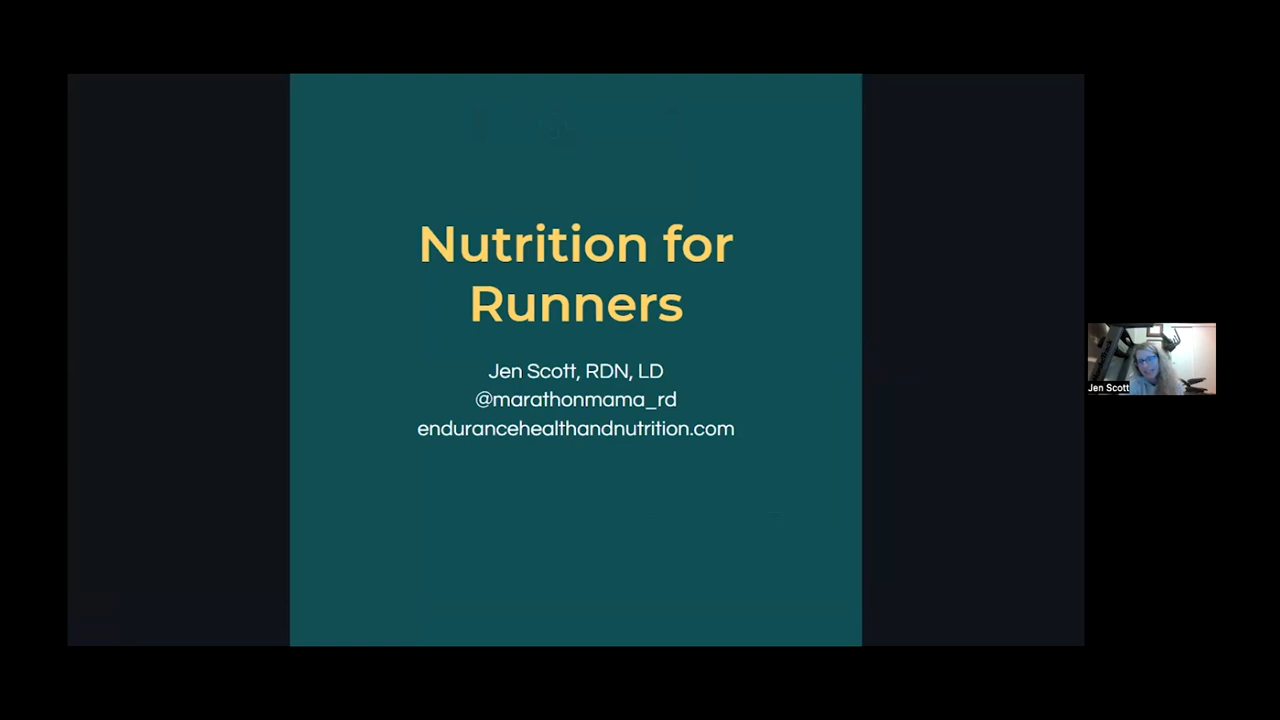 Nutrition for
Runners
Jen Scott, RDN, LD
@marathonmama_rd
endurancehealthandnutrition.com
Jen Scott